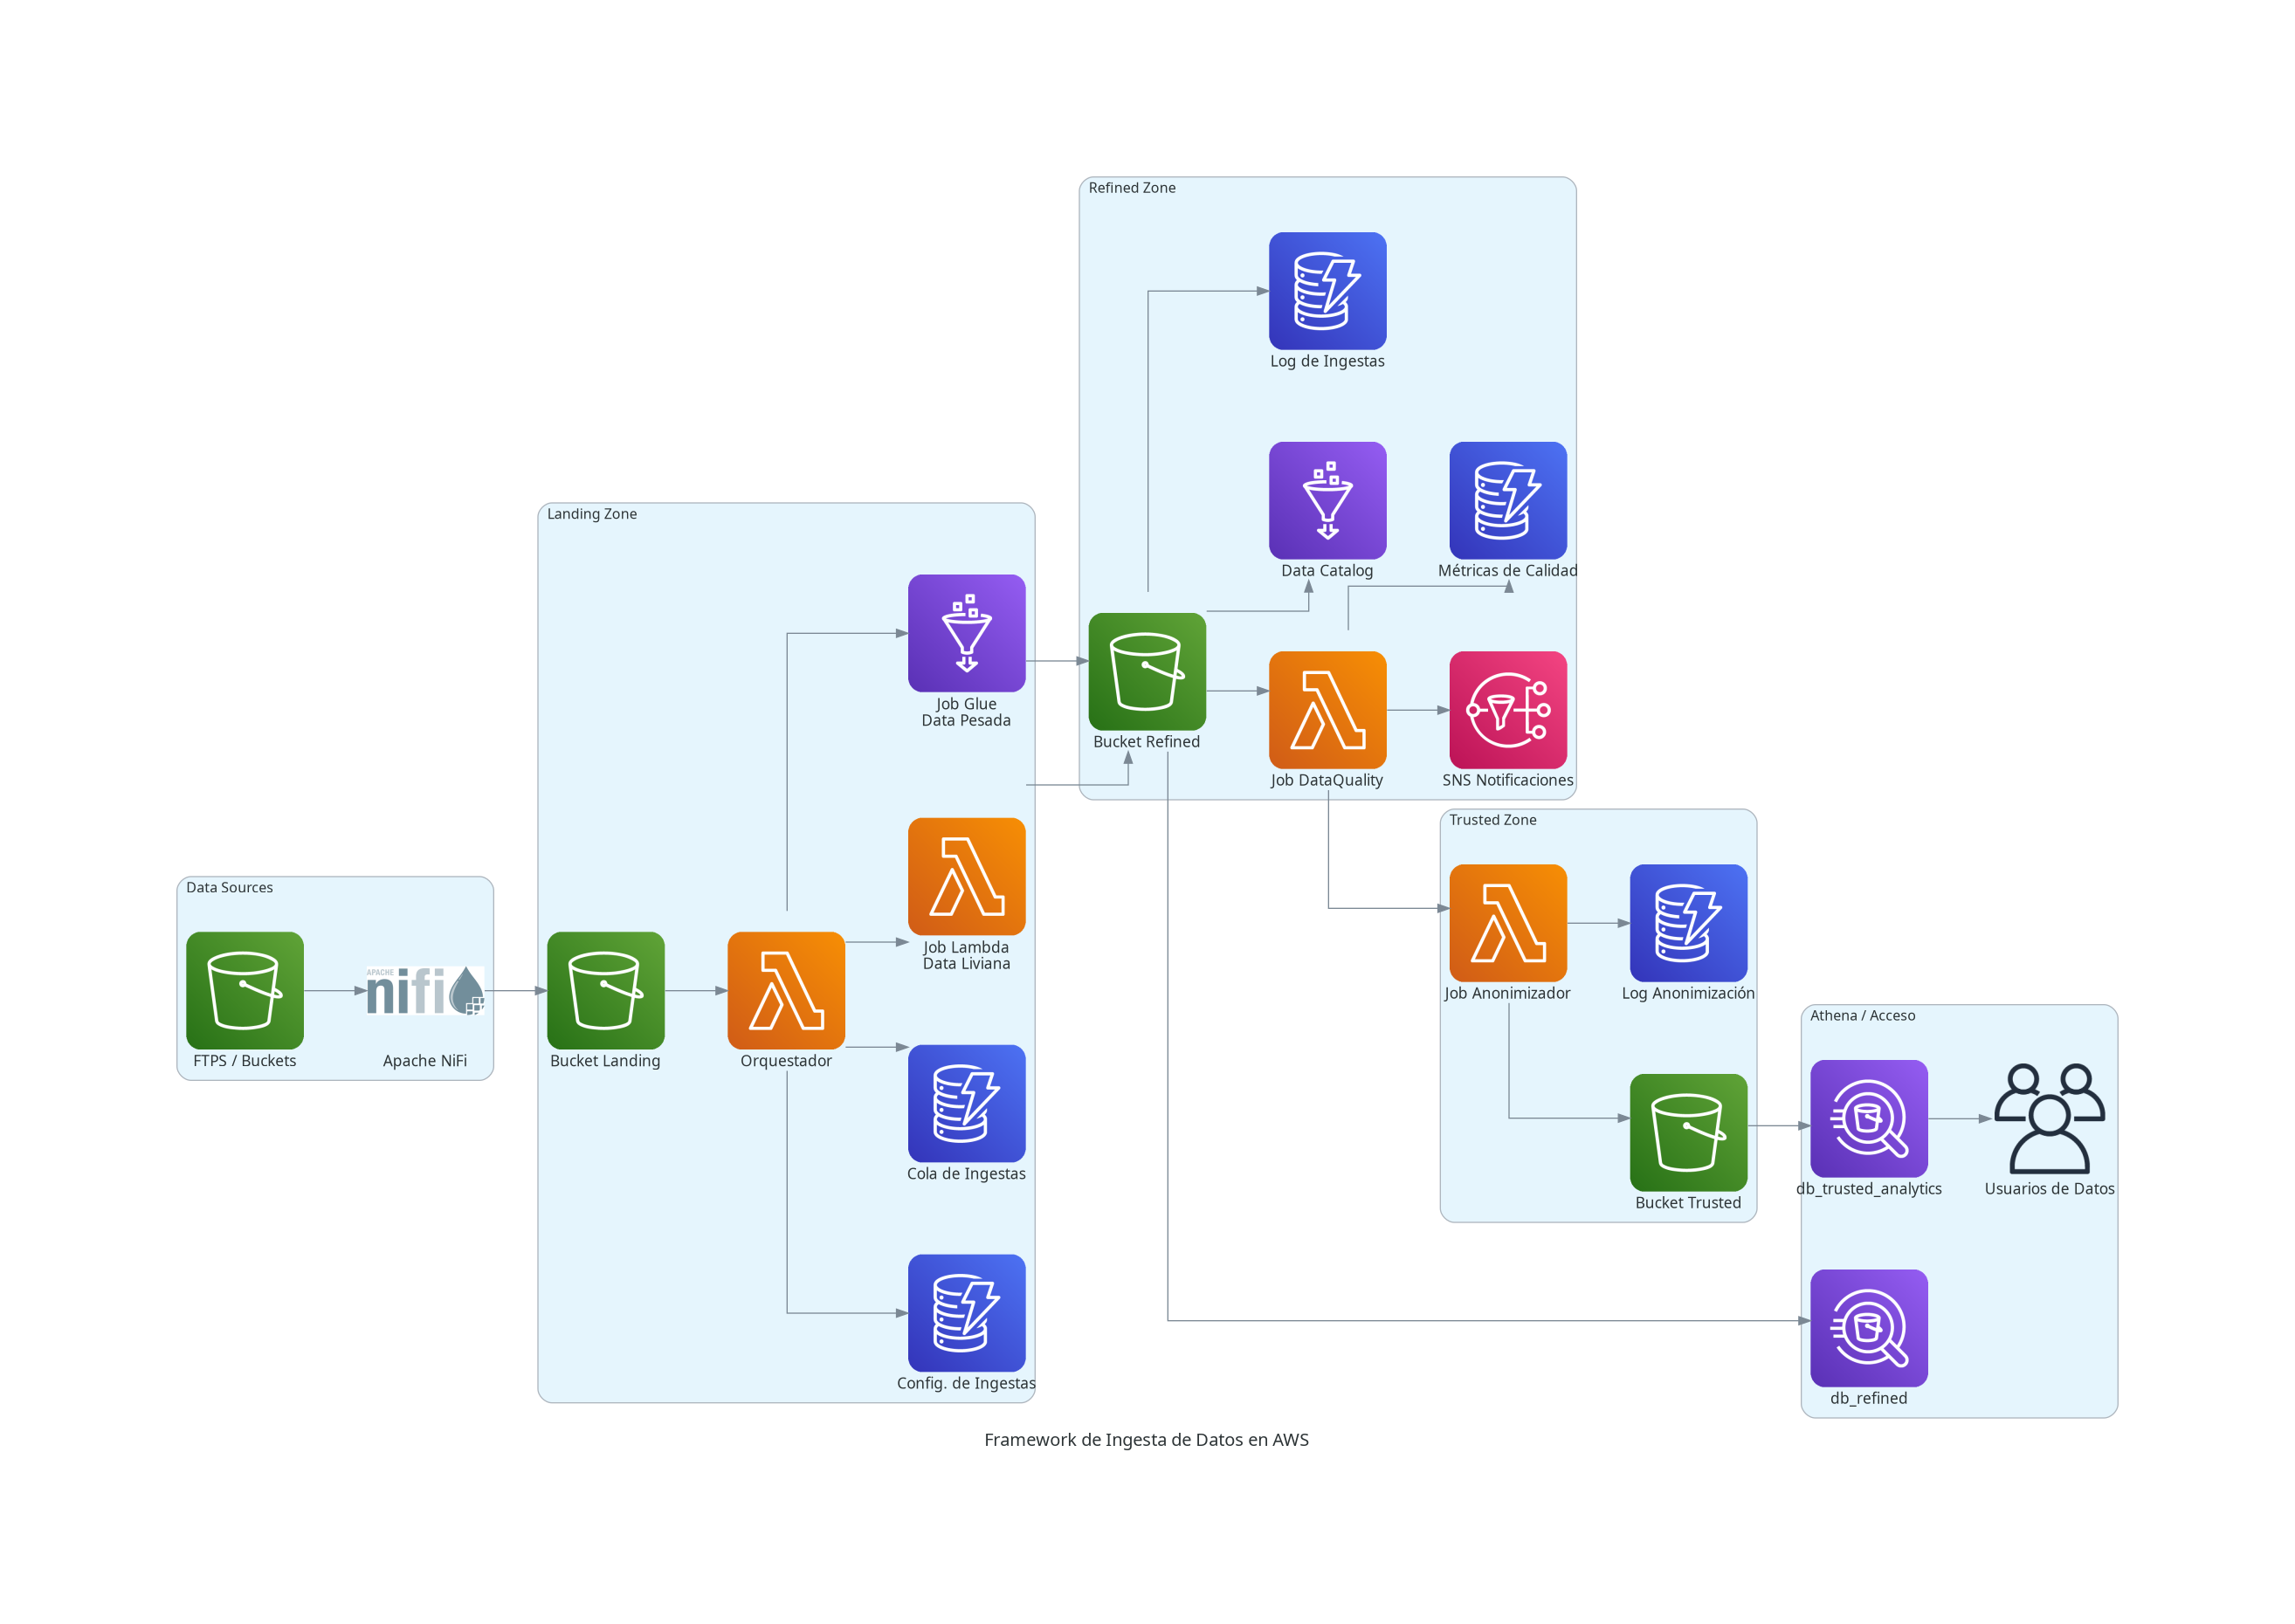 Refined Zone
Log de Ingestas
Data Catalog
Métricas de Calidad
Bucket Refined
Job DataQuality
SNS Notificaciones
Landing Zone
Job Glue
Data Pesada
Job Lambda
Data Liviana
Bucket Landing
Orquestador
Cola de Ingestas
Config. de Ingestas
Data Sources
FTPS / Buckets
APACHE
nifi
Apache NiFi
Trusted Zone
Job Anonimizador
Log Anonimización
Bucket Trusted
Athena / Acceso
db_trusted_analytics
Usuarios de Datos
db_refined
Framework de Ingesta de Datos en AWS